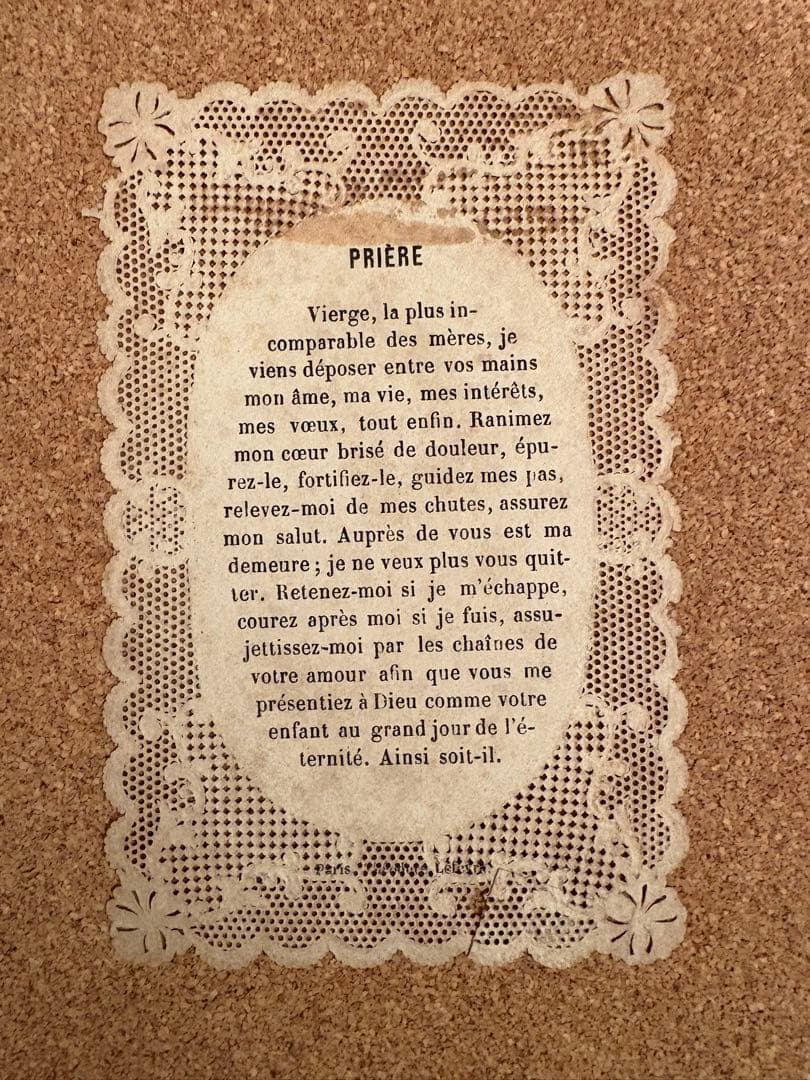 PRIÈRE
Vierge, la plus in-
comparable des mères, je
viens déposer entre vos mains
mon âme, ma vie, mes intérêts,
mes vœux, tout enfin. Ranimez
mon cœur brisé de douleur, épu-
rez-le, fortifiez-le, guidez mes pas,
relevez-moi de mes chutes, assurez
mon salut. Auprès de vous est ma
demeure ; je ne veux plus vous quit-
ter. Retenez-moi si je m'échappe,
courez après moi si je fuis, assu-
jettissez-moi par les chaînes de
votre amour afin que vous me
présentiez à Dieu comme votre
enfant au grand jour de l'é-
ternité. Ainsi soit-il.
Paris.